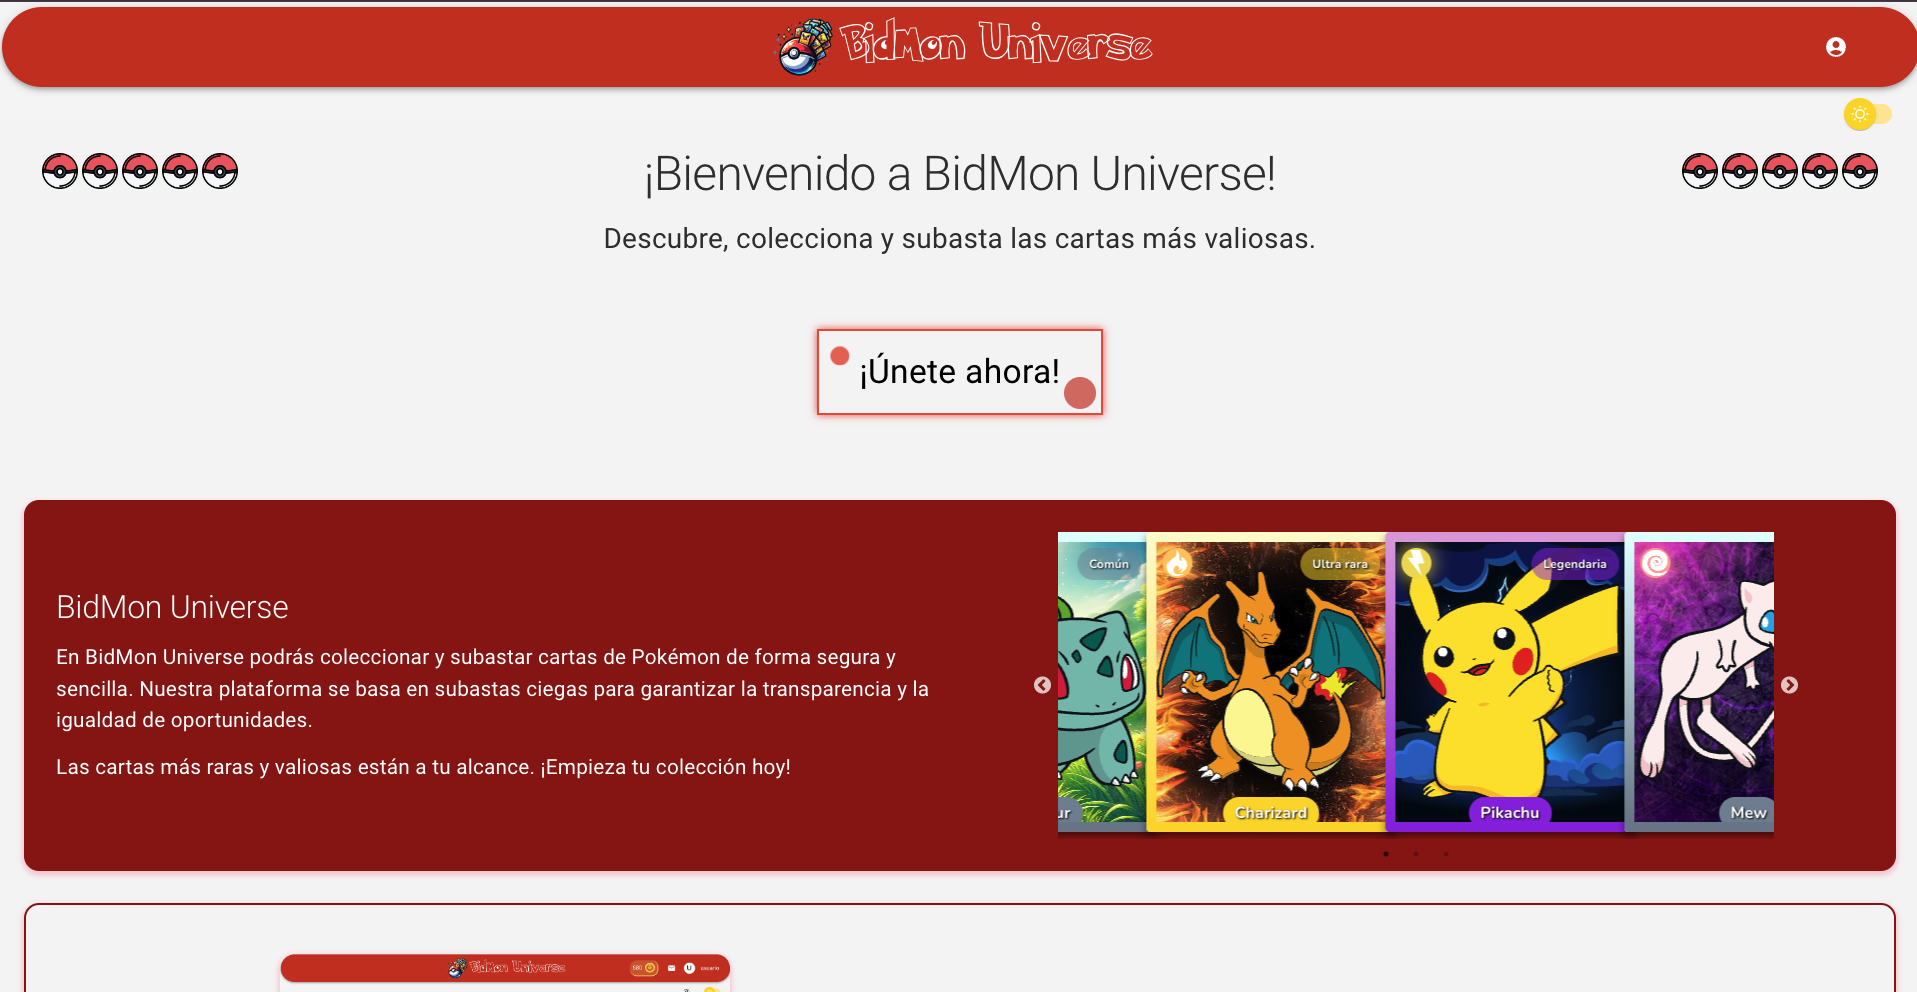 BidMon Universe
¡Bienvenido a BidMon Universe!
Descubre, colecciona y subasta las cartas más valiosas.
¡Únete ahora!
BidMon Universe
En BidMon Universe podrás coleccionar y subastar cartas de Pokémon de forma segura y
sencilla. Nuestra plataforma se basa en subastas ciegas para garantizar la transparencia y la
igualdad de oportunidades.
Las cartas más raras y valiosas están a tu alcance. ¡Empieza tu colección hoy!
Común
ur
Ultra rara
Charizard
Legendaria
Pikachu
Mew
BidMon Universe
580
U
usuario